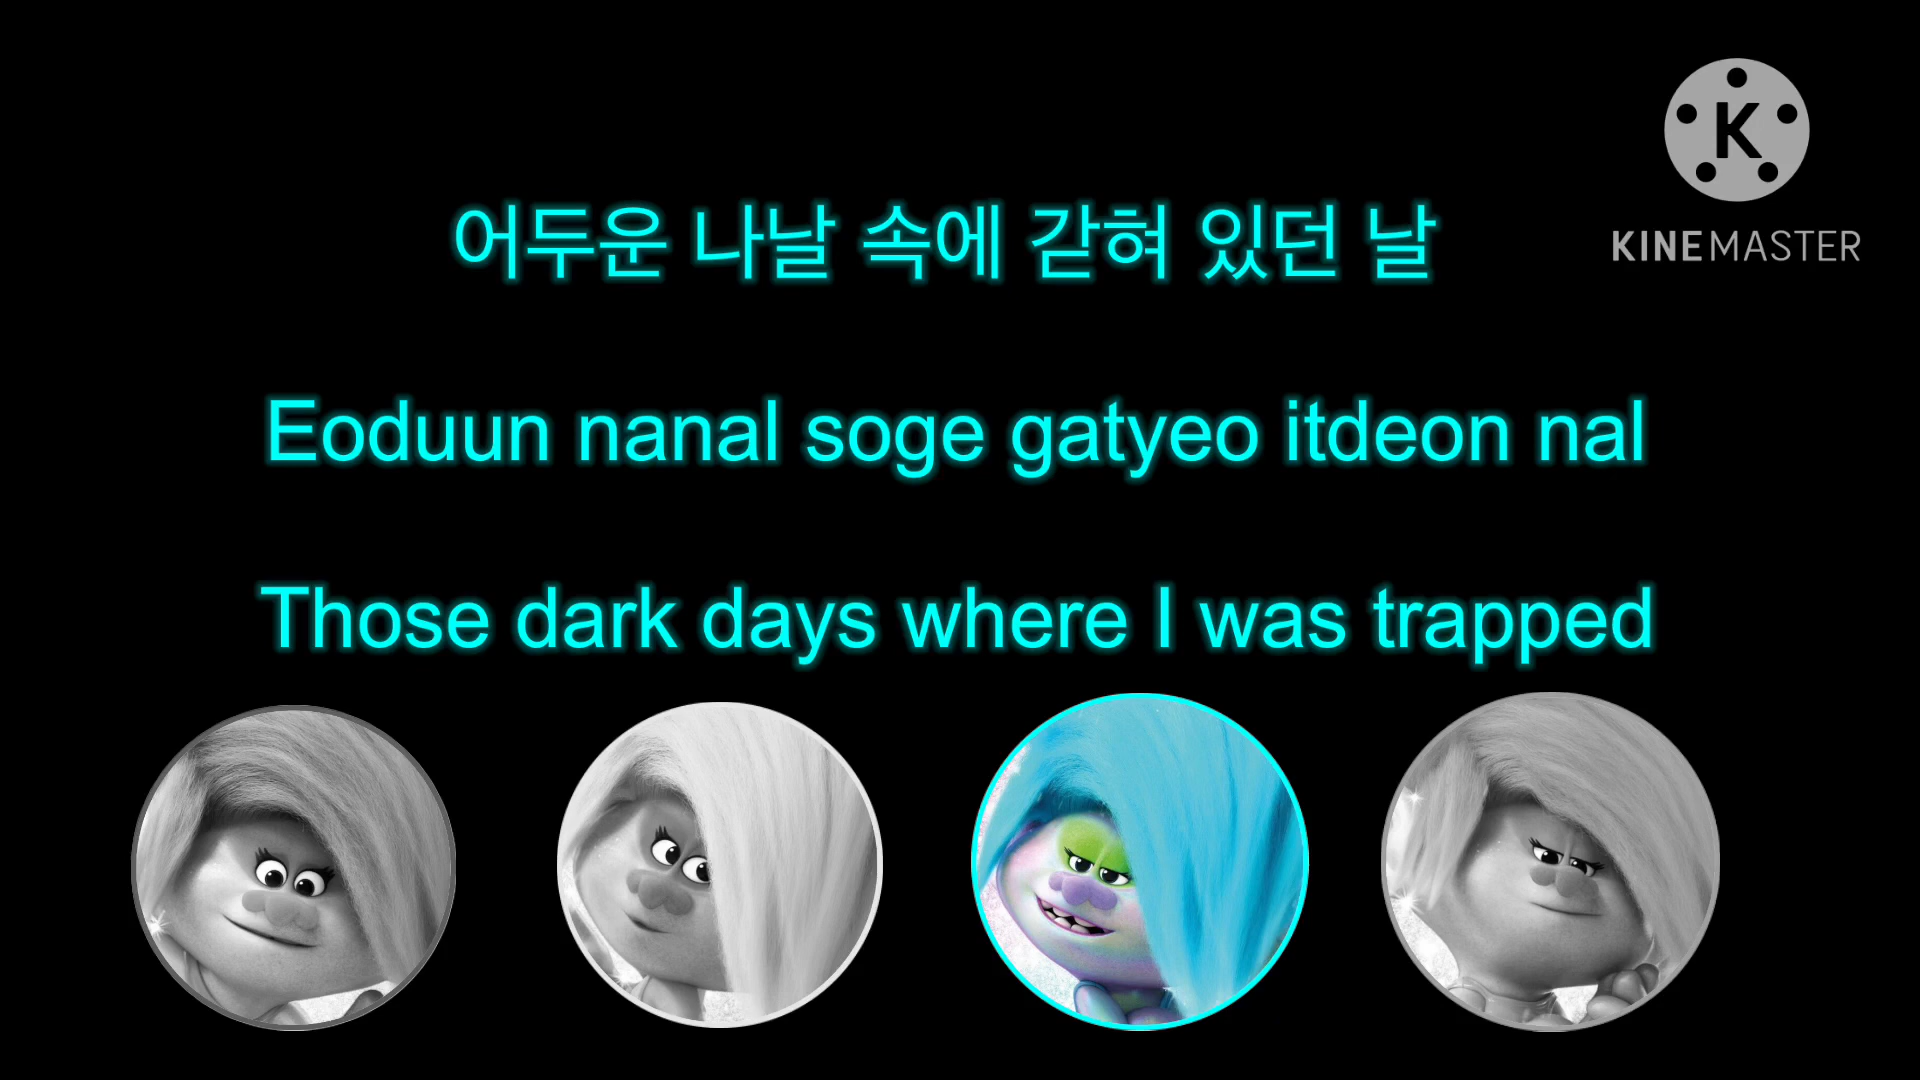 K
KINEMASTER
어두운 나날 속에 갇혀 있던 날
Eoduun nanal soge gatyeo itdeon nal
Those dark days where I was trapped